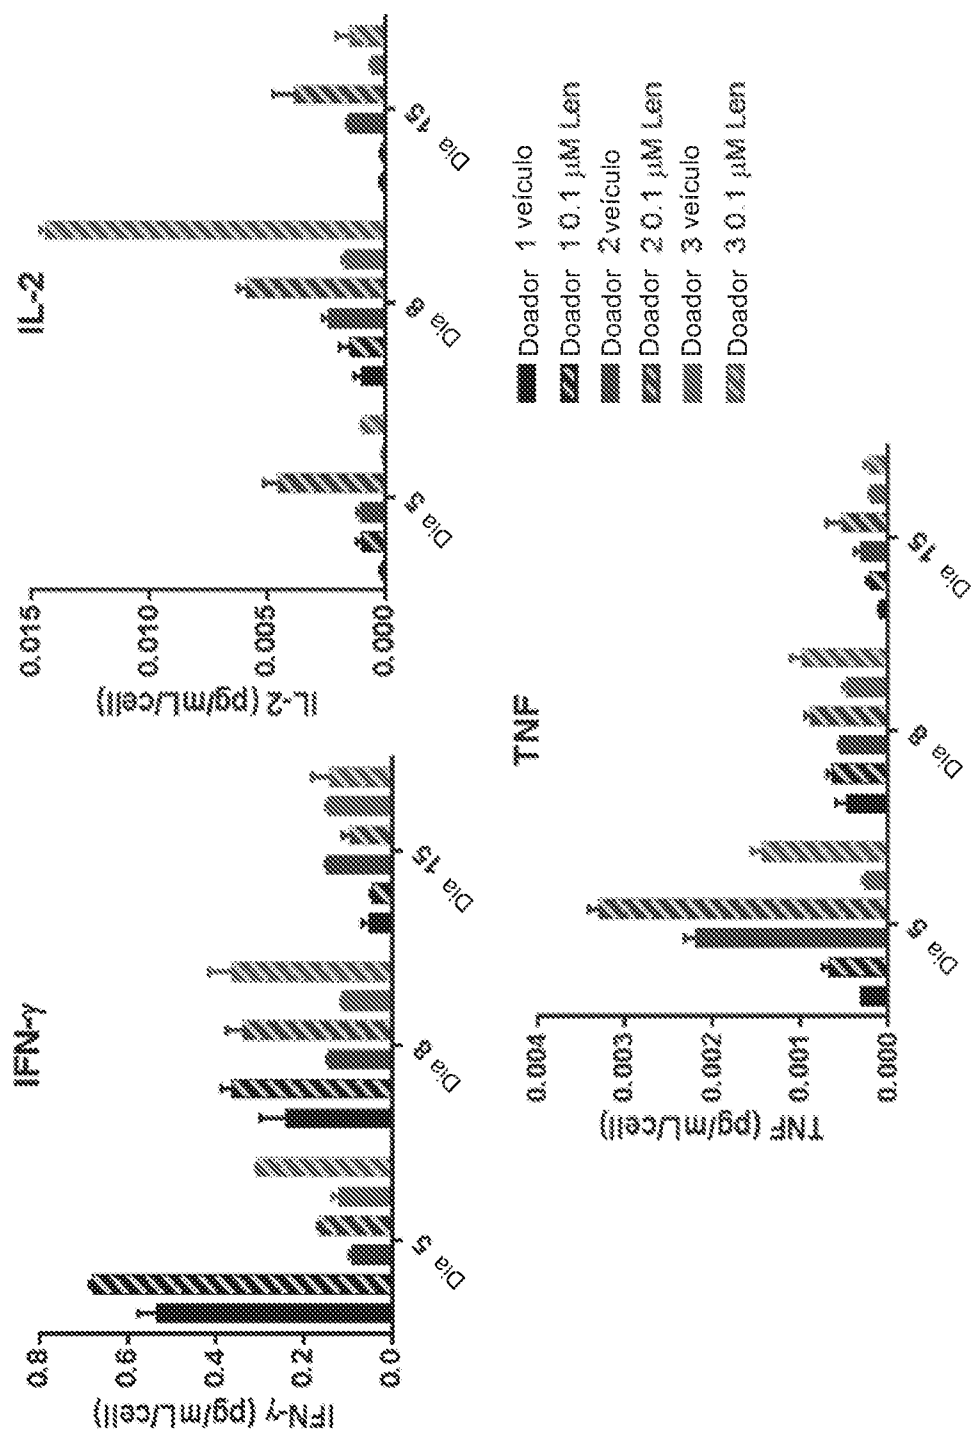 IFN-γ
IFN-γ (pg/mL/cell)
0.8
0.6
0.4
0.2
0.0
Dia 5
Dia 8
Dia 15
IL-2
IL-2 (pg/mL/cell)
0.015
0.010
0.005
0.000
Dia 5
Dia 8
Dia 15
TNF
TNF (pg/mL/cell)
0.004
0.003
0.002
0.001
0.000
Dia 5
Dia 8
Dia 15
Doador 1 veículo
Doador 1 0.1 μM Len
Doador 2 veículo
Doador 2 0.1 μM Len
Doador 3 veículo
Doador 3 0.1 μM Len